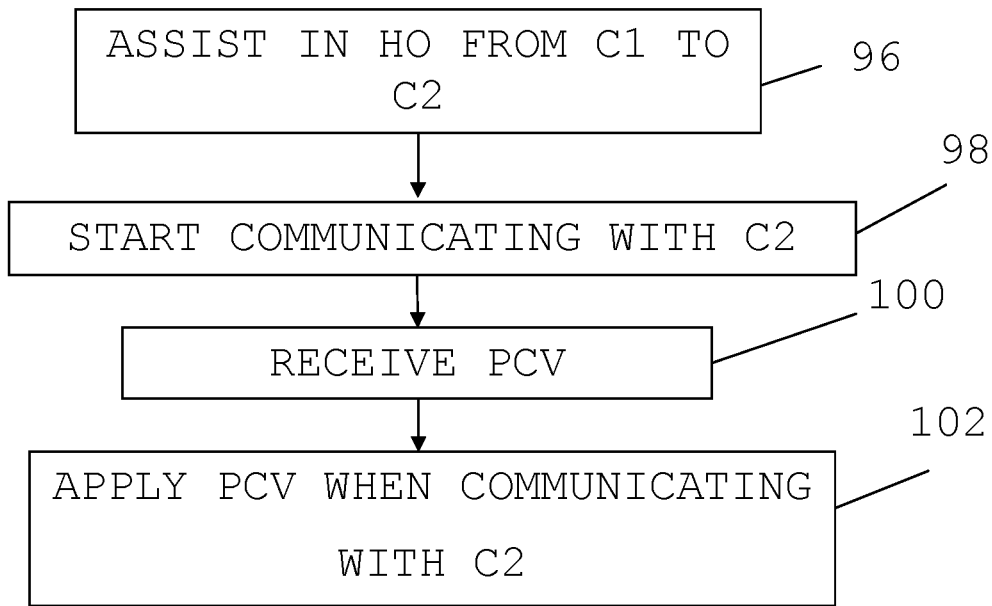 ASSIST IN HO FROM C1 TO
C2
96
98
START COMMUNICATING WITH C2
100
RECEIVE PCV
102
APPLY PCV WHEN COMMUNICATING
WITH C2